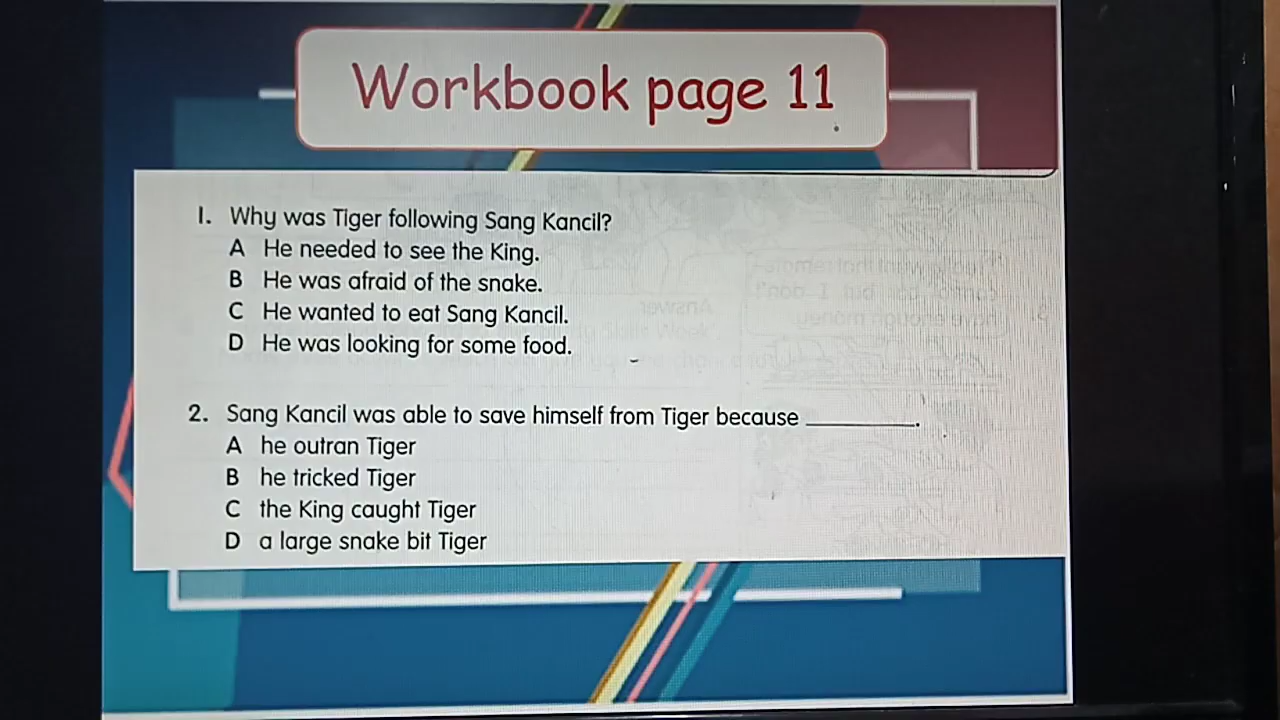 Workbook page 11
1. Why was Tiger following Sang Kancil?
A He needed to see the King.
B He was afraid of the snake.
C He wanted to eat Sang Kancil.
D He was looking for some food.
2. Sang Kancil was able to save himself from Tiger because __________.
A he outran Tiger
B he tricked Tiger
C the King caught Tiger
D a large snake bit Tiger